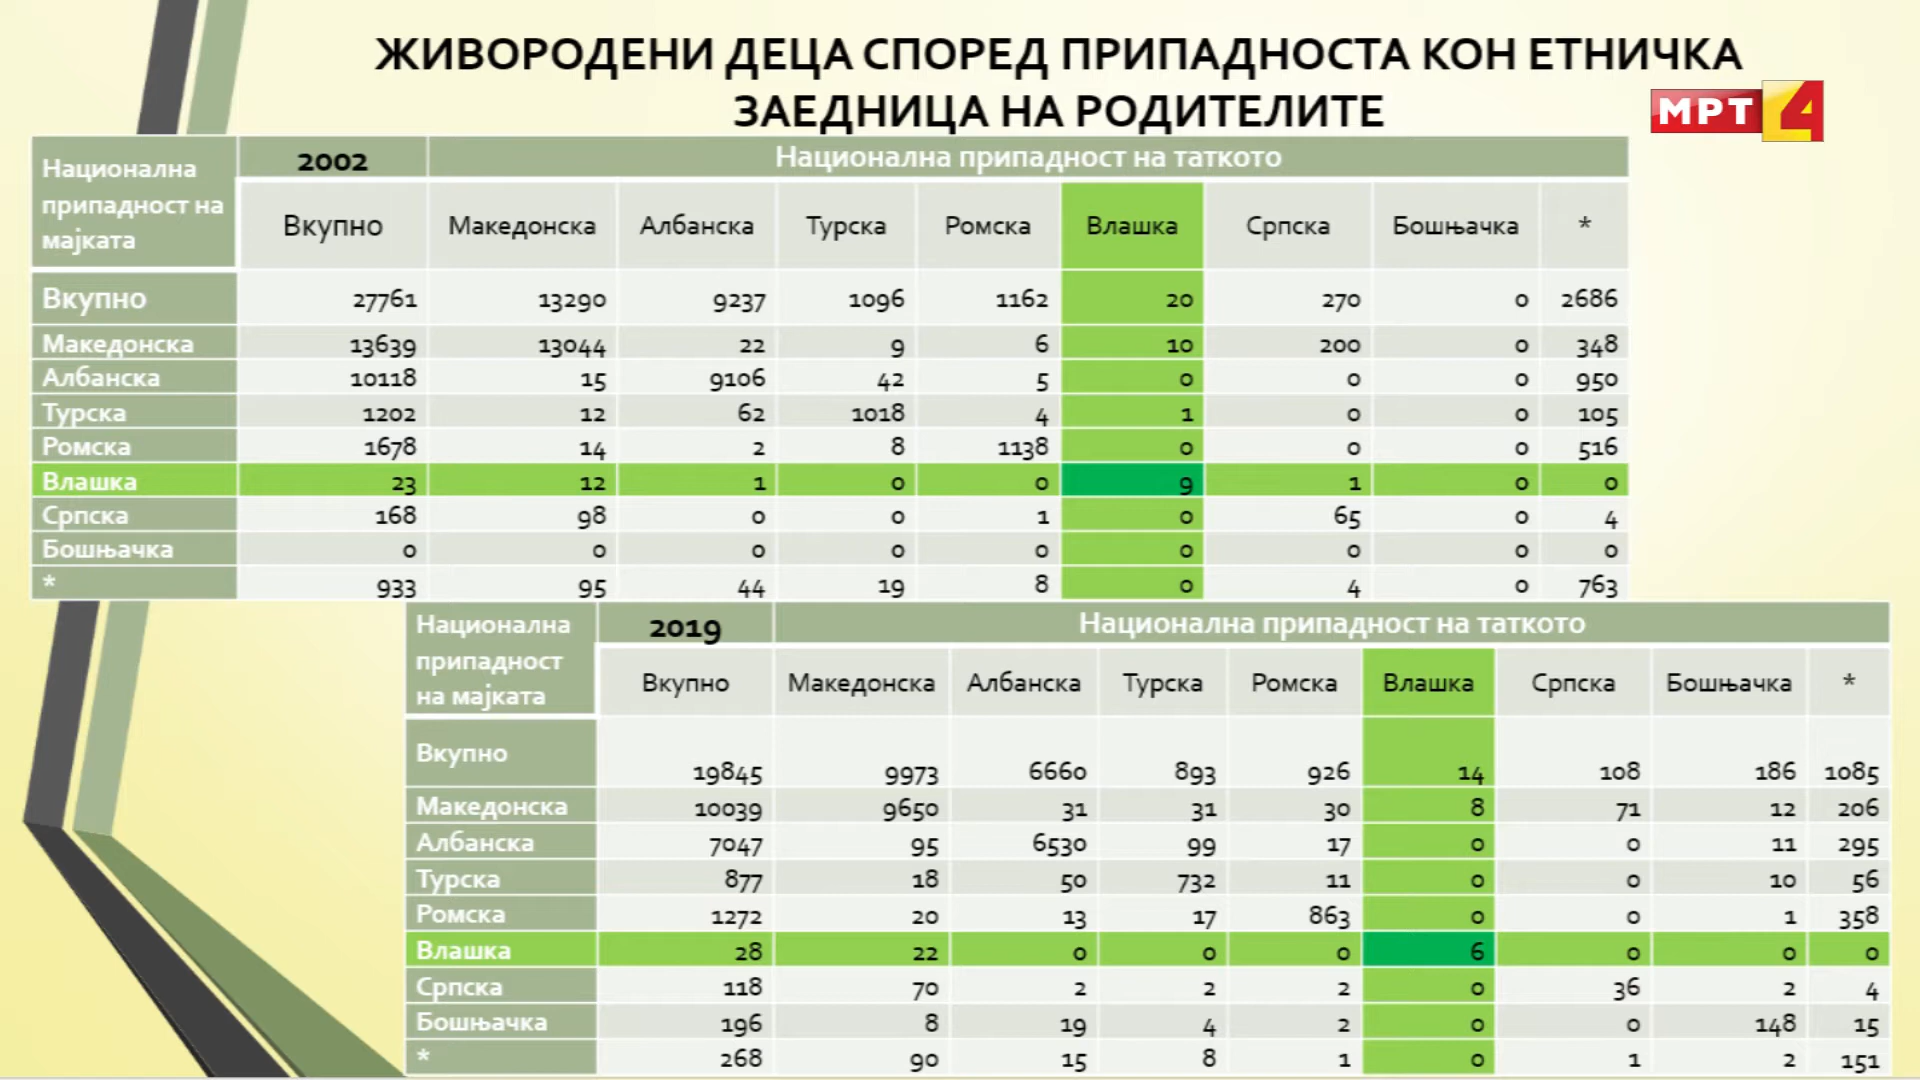 ЖИВОРОДЕНИ ДЕЦА СПОРЕД ПРИПАДНОСТА КОН ЕТНИЧКА
ЗАЕДНИЦА НА РОДИТЕЛИТЕ
МРТ 4
Национална
припадност на
мајката
2002 Национална припадност на таткото
Вкупно Македонска Албанска Турска Ромска Влашка Српска Бошњачка *
Вкупно 27761 13290 9237 1096 1162 20 270 0 2686
Македонска 13639 13044 22 9 6 10 200 0 348
Албанска 10118 15 9106 42 5 0 0 0 950
Турска 1202 12 62 1018 4 1 0 0 105
Ромска 1678 14 2 8 1138 0 0 0 516
Влашка 23 12 1 0 0 9 1 0 0
Српска 168 98 0 0 1 0 65 0 4
Бошњачка 0 0 0 0 0 0 0 0 0
* 933 95 44 19 8 0 4 0 763
Национална
припадност
на мајката
2019 Национална припадност на таткото
Вкупно Македонска Албанска Турска Ромска Влашка Српска Бошњачка *
Вкупно 19845 9973 6660 893 926 14 108 186 1085
Македонска 10039 9650 31 31 30 8 71 12 206
Албанска 7047 95 6530 99 17 0 0 11 295
Турска 877 18 50 732 11 0 0 10 56
Ромска 1272 20 13 17 863 0 0 1 358
Влашка 28 22 0 0 0 6 0 0 0
Српска 118 70 2 2 2 0 36 2 4
Бошњачка 196 8 19 4 2 0 0 148 15
* 268 90 15 8 1 0 1 2 151